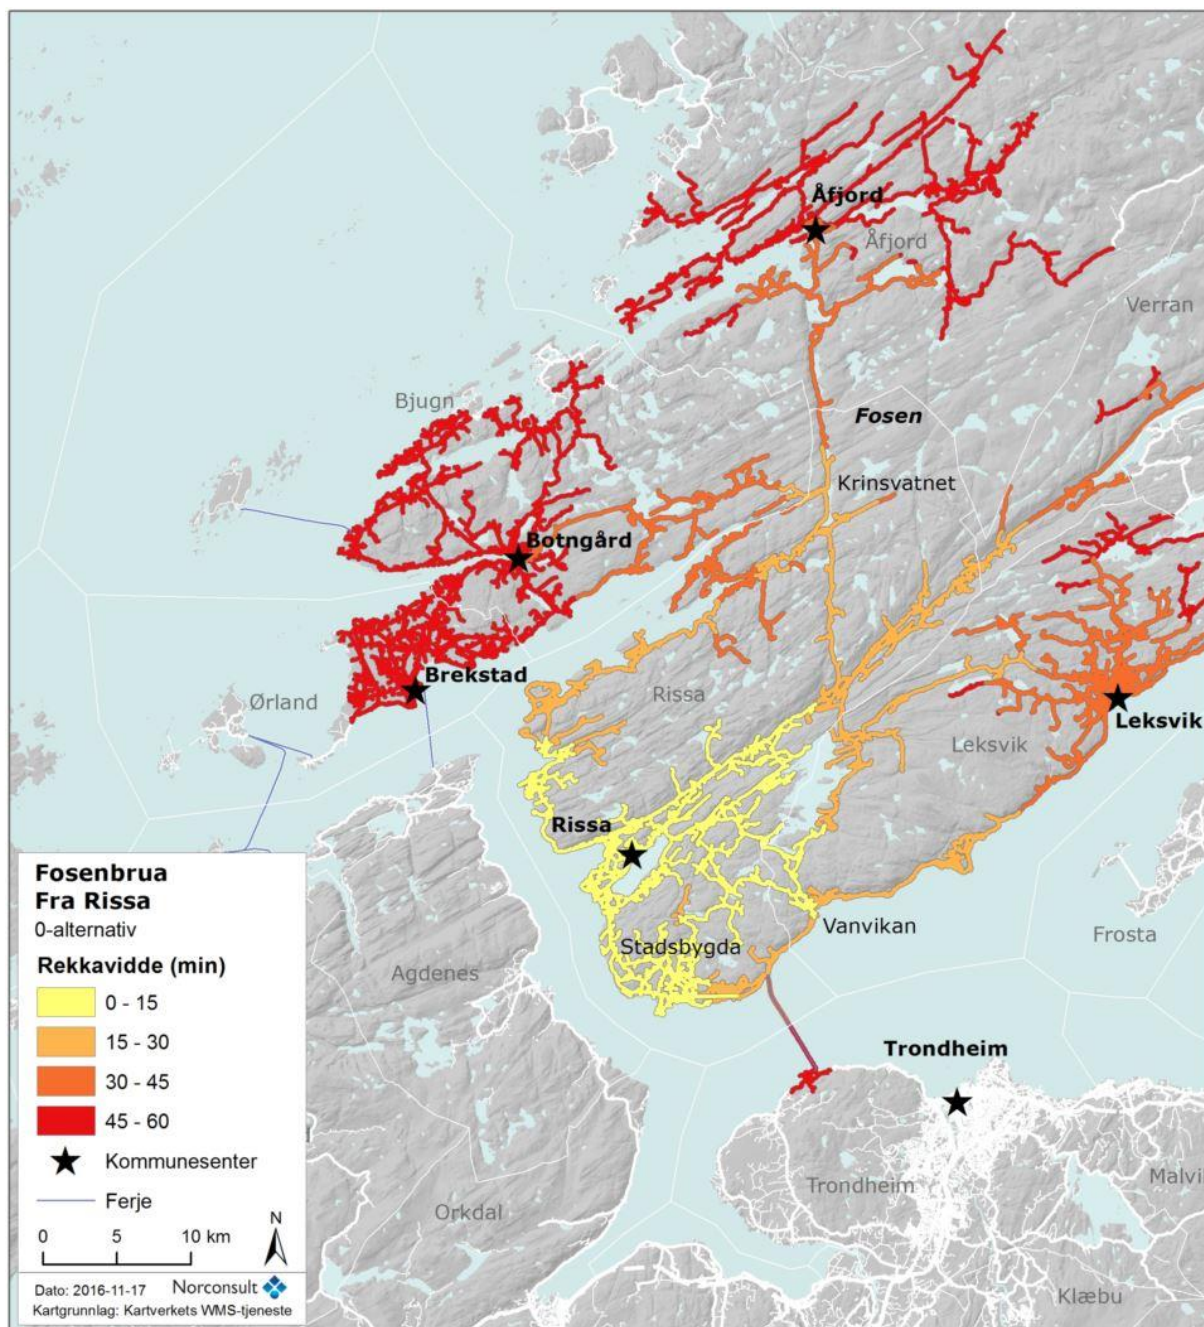 Åfjord
Åfjord
Verran
Bjugn
Fosen
Krinsvatnet
Botngård
Brekstad
Ørland
Rissa
Leksvik
Leksvik
Rissa
Vanvikan
Stadsbygda
Frosta
Agdenes
Trondheim
Trondheim
Malvi
Orkdal
Klæbu
Fosenbrua
Fra Rissa
0-alternativ
Rekkavidde (min)
0 - 15
15 - 30
30 - 45
45 - 60
Kommunesenter
Ferje
N
0 5 10 km
Dato: 2016-11-17 Norconsult
Kartgrunnlag: Kartverkets WMS-tjeneste